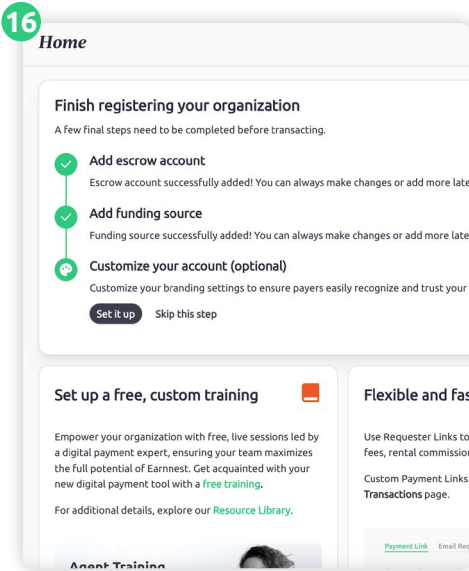 16
Home
Finish registering your organization
A few final steps need to be completed before transacting.
Add escrow account
Escrow account successfully added! You can always make changes or add more late
Add funding source
Funding source successfully added! You can always make changes or add more late
Customize your account (optional)
Customize your branding settings to ensure payers easily recognize and trust your
Set it up Skip this step
Set up a free, custom training
Empower your organization with free, live sessions led by
a digital payment expert, ensuring your team maximizes
the full potential of Earnnest. Get acquainted with your
new digital payment tool with a free training.
For additional details, explore our Resource Library.
Agent Training
Flexible and fas
Use Requester Links to
fees, rental commission
Custom Payment Links
Transactions page.
Payment Link Email Req